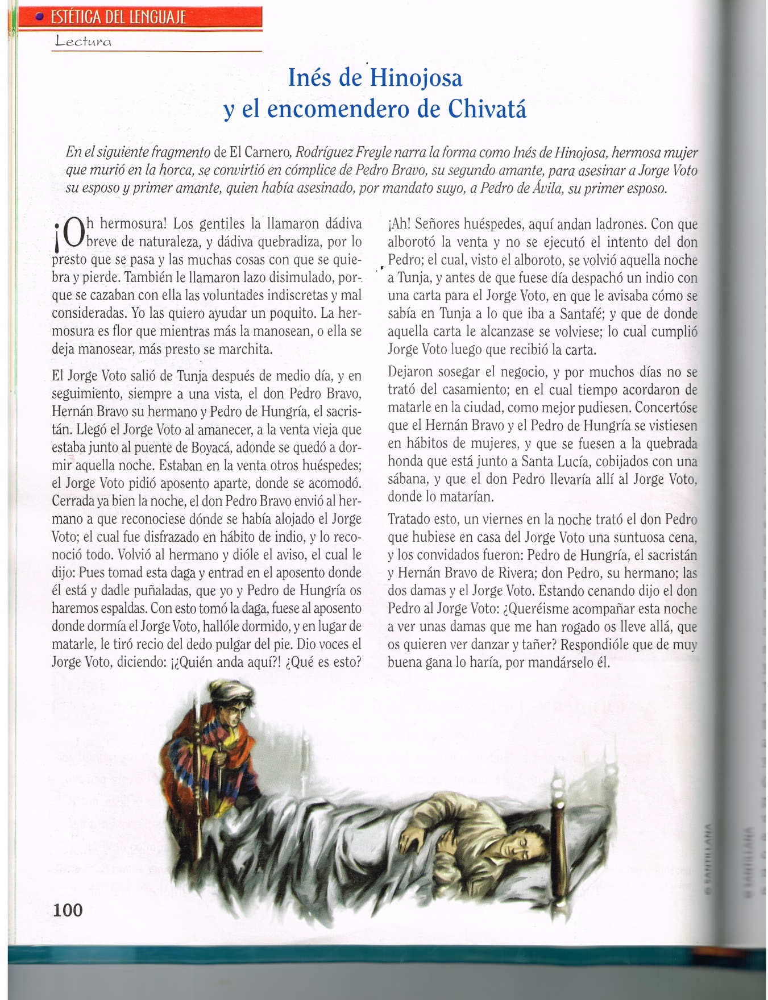 ESTÉTICA DEL LENGUAJE
Lectura
Inés de Hinojosa
y el encomendero de Chivatá
En el siguiente fragmento de El Carnero, Rodríguez Freyle narra la forma como Inés de Hinojosa, hermosa mujer
que murió en la horca, se convirtió en cómplice de Pedro Bravo, su segundo amante, para asesinar a Jorge Voto
su esposo y primer amante, quien había asesinado, por mandato suyo, a Pedro de Ávila, su primer esposo.
¡Oh hermosura! Los gentiles la llamaron dádiva
breve de naturaleza, y dádiva quebradiza, por lo
presto que se pasa y las muchas cosas con que se quie-
bra y pierde. También le llamaron lazo disimulado, por-
que se cazaban con ella las voluntades indiscretas y mal
consideradas. Yo las quiero ayudar un poquito. La her-
mosura es flor que mientras más la manosean, o ella se
deja manosear, más presto se marchita.
El Jorge Voto salió de Tunja después de medio día, y en
seguimiento, siempre a una vista, el don Pedro Bravo,
Hernán Bravo su hermano y Pedro de Hungría, el sacris-
tán. Llegó el Jorge Voto al amanecer, a la venta vieja que
estaba junto al puente de Boyacá, adonde se quedó a dor-
mir aquella noche. Estaban en la venta otros huéspedes;
el Jorge Voto pidió aposento aparte, donde se acomodó.
Cerrada ya bien la noche, el don Pedro Bravo envió al her-
mano a que reconociese dónde se había alojado el Jorge
Voto; el cual fue disfrazado en hábito de indio, y lo reco-
noció todo. Volvió al hermano y dióle el aviso, el cual le
dijo: Pues tomad esta daga y entrad en el aposento donde
él está y dadle puñaladas, que yo y Pedro de Hungría os
haremos espaldas. Con esto tomó la daga, fuese al aposento
donde dormía el Jorge Voto, hallóle dormido, y en lugar de
matarle, le tiró recio del dedo pulgar del pie. Dio voces el
Jorge Voto, diciendo: ¡¿Quién anda aquí?! ¿Qué es esto?
¡Ah! Señores huéspedes, aquí andan ladrones. Con que
alborotó la venta y no se ejecutó el intento del don
Pedro; el cual, visto el alboroto, se volvió aquella noche
a Tunja, y antes de que fuese día despachó un indio con
una carta para el Jorge Voto, en que le avisaba cómo se
sabía en Tunja a lo que iba a Santafé; y que de donde
aquella carta le alcanzase se volviese; lo cual cumplió
Jorge Voto luego que recibió la carta.
Dejaron sosegar el negocio, y por muchos días no se
trató del casamiento; en el cual tiempo acordaron de
matarle en la ciudad, como mejor pudiesen. Concertóse
que el Hernán Bravo y el Pedro de Hungría se vistiesen
en hábitos de mujeres, y que se fuesen a la quebrada
honda que está junto a Santa Lucía, cobijados con una
sábana, y que el don Pedro llevaría allí al Jorge Voto,
donde lo matarían.
Tratado esto, un viernes en la noche trató el don Pedro
que hubiese en casa del Jorge Voto una suntuosa cena,
y los convidados fueron: Pedro de Hungría, el sacristán
y Hernán Bravo de Rivera; don Pedro, su hermano; las
dos damas y el Jorge Voto. Estando cenando dijo el don
Pedro al Jorge Voto: ¿Queréisme acompañar esta noche
a ver unas damas que me han rogado os lleve allá, que
os quieren ver danzar y tañer? Respondióle que de muy
buena gana lo haría, por mandárselo él.
© SANTILLANA
100